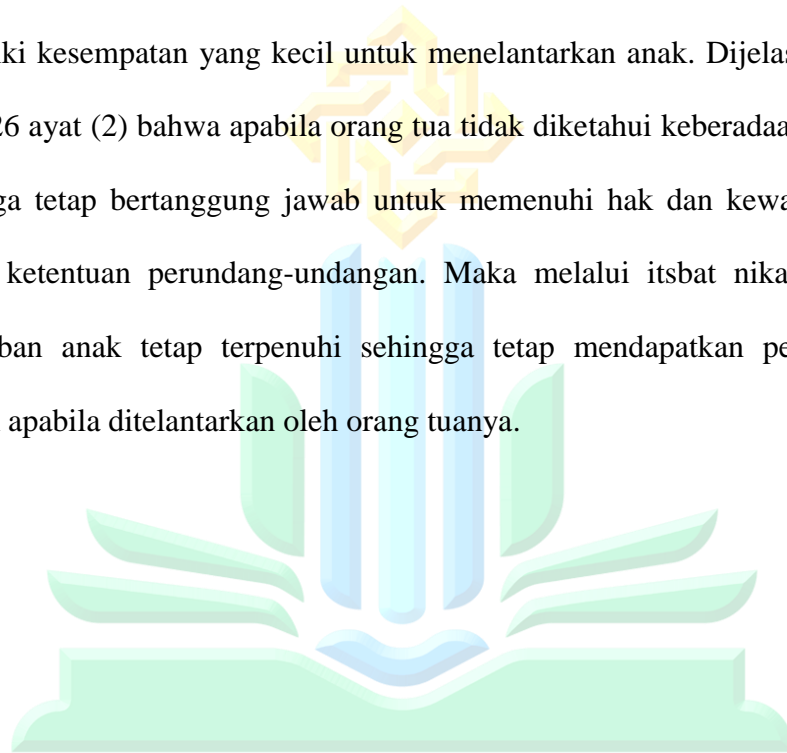 iki kesempatan yang kecil untuk menelantarkan anak. Dijelas
26 ayat (2) bahwa apabila orang tua tidak diketahui keberadaa
ga tetap bertanggung jawab untuk memenuhi hak dan kewa
ketentuan perundang-undangan. Maka melalui itsbat nika
ban anak tetap terpenuhi sehingga tetap mendapatkan pe
apabila ditelantarkan oleh orang tuanya.